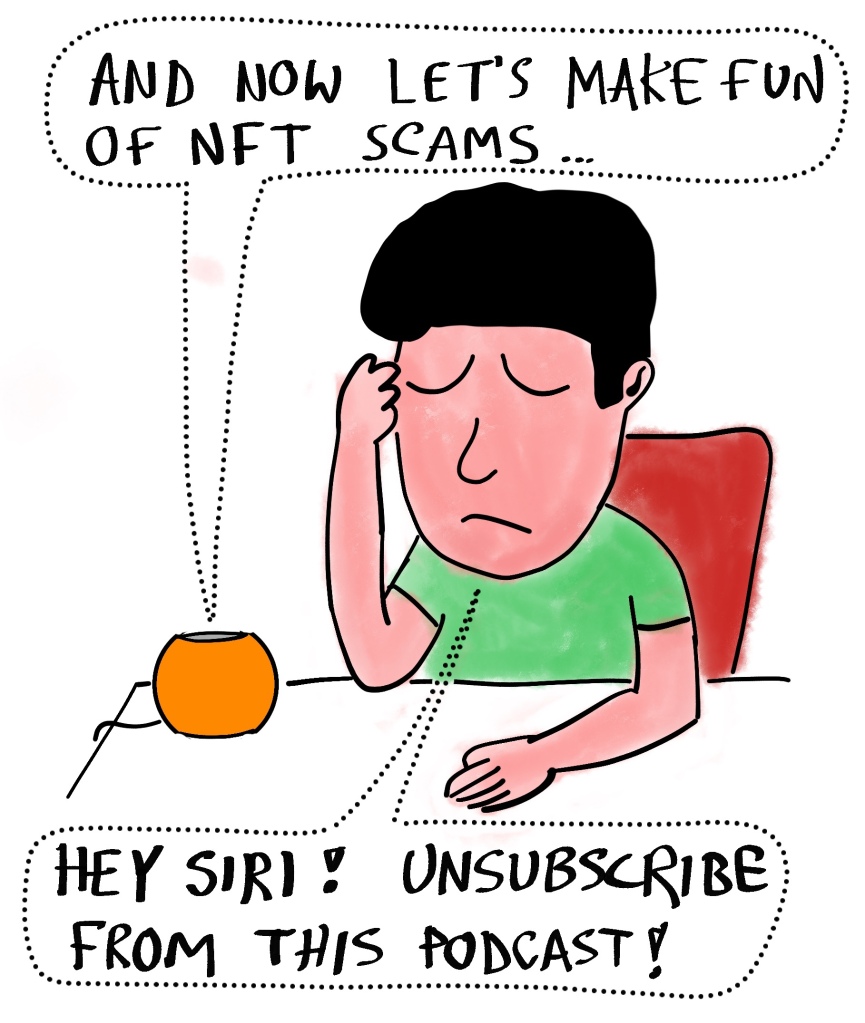 AND NOW LET'S MAKE FUN
OF NFT SCAMS...
HEY SIRI! UNSUBSCRIBE
FROM THIS PODCAST!